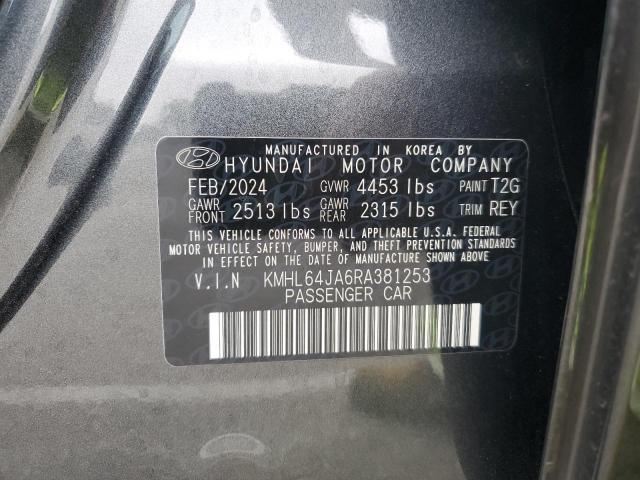 MANUFACTURED IN KOREA BY
HYUNDAI MOTOR COMPANY
FEB/2024 GVWR 4453 lbs PAINT T2G
GAWR FRONT 2513 lbs GAWR REAR 2315 lbs TRIM REY
THIS VEHICLE CONFORMS TO ALL APPLICABLE U.S.A. FEDERAL
MOTOR VEHICLE SAFETY, BUMPER, AND THEFT PREVENTION STANDARDS
IN EFFECT ON THE DATE OF MANUFACTURE SHOWN ABOVE.
V.I.N KMHL64JA6RA381253
PASSENGER CAR